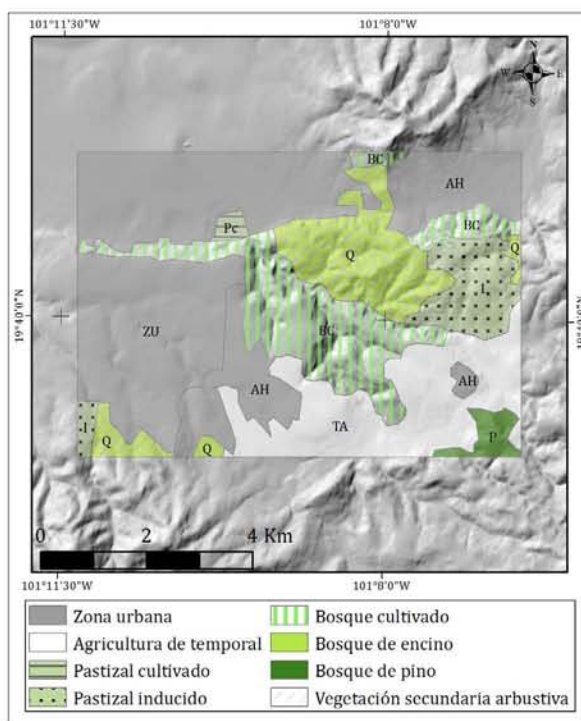 101°11'30"W 101°8'0"W
N
W E
S
BC
AH
Pc
BC
Q
Q
I
19°40'0"N
19°40'0"N
ZU
BC
AH
AH
I
Q
Q
TA
P
0 2 4 Km
101°11'30"W 101°8'0"W
Zona urbana
Bosque cultivado
Agricultura de temporal
Bosque de encino
Pastizal cultivado
Bosque de pino
Pastizal inducido
Vegetación secundaria arbustiva